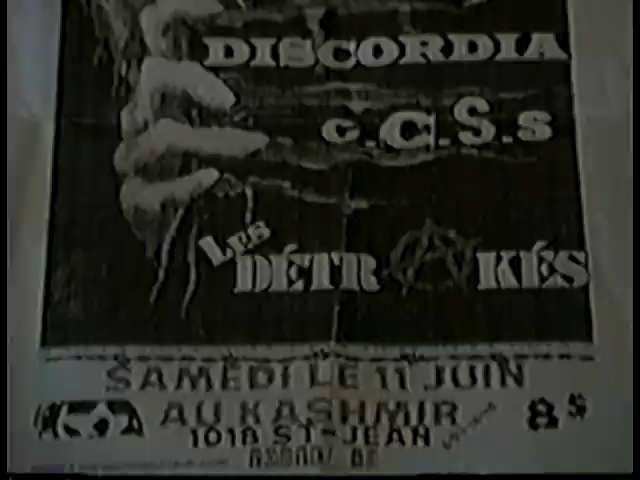 DISCORDIA
C.C.S.s
LES
DÉTRAKÉS
SAMEDI LE 11 JUIN
AU KASHMIR
8$
1018 ST-JEAN